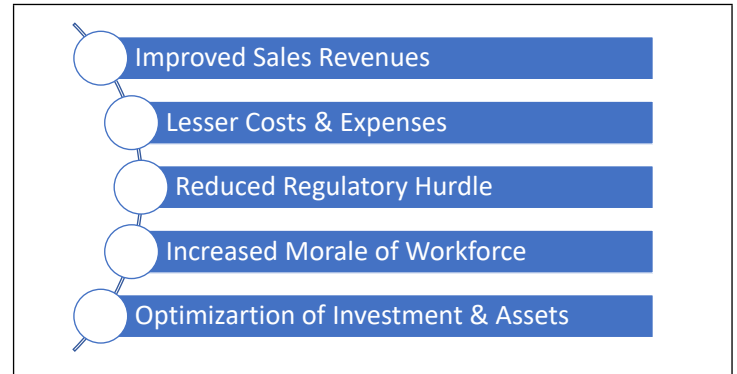 Improved Sales Revenues
Lesser Costs & Expenses
Reduced Regulatory Hurdle
Increased Morale of Workforce
Optimizartion of Investment & Assets